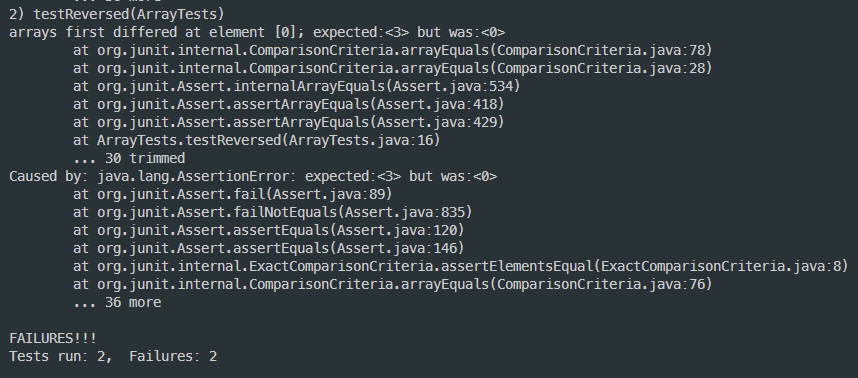 ... 36 more
2) testReversed(ArrayTests)
arrays first differed at element [0]; expected:<3> but was:<0>
at org.junit.internal.ComparisonCriteria.arrayEquals(ComparisonCriteria.java:78)
at org.junit.internal.ComparisonCriteria.arrayEquals(ComparisonCriteria.java:28)
at org.junit.Assert.internalArrayEquals(Assert.java:534)
at org.junit.Assert.assertArrayEquals(Assert.java:418)
at org.junit.Assert.assertArrayEquals(Assert.java:429)
at ArrayTests.testReversed(ArrayTests.java:16)
... 30 trimmed
Caused by: java.lang.AssertionError: expected:<3> but was:<0>
at org.junit.Assert.fail(Assert.java:89)
at org.junit.Assert.failNotEquals(Assert.java:835)
at org.junit.Assert.assertEquals(Assert.java:120)
at org.junit.Assert.assertEquals(Assert.java:146)
at org.junit.internal.ExactComparisonCriteria.assertElementsEqual(ExactComparisonCriteria.java:8)
at org.junit.internal.ComparisonCriteria.arrayEquals(ComparisonCriteria.java:76)
... 36 more
FAILURES!!!
Tests run: 2,  Failures: 2